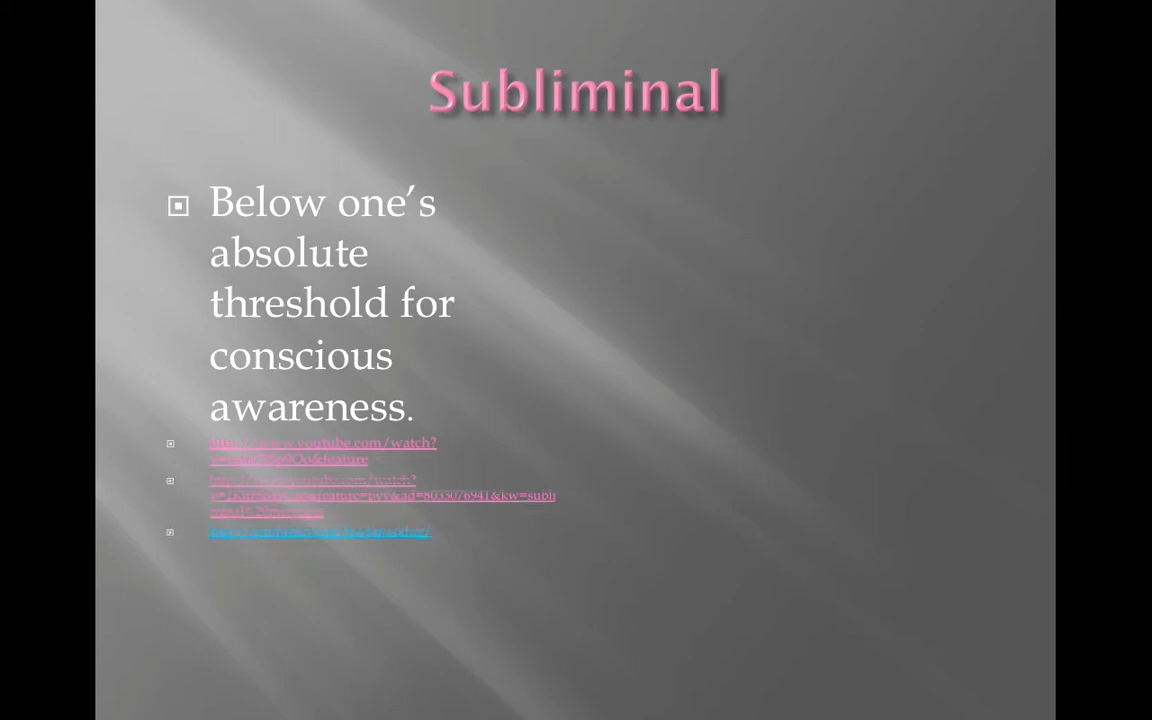 Subliminal
Below one’s
absolute
threshold for
conscious
awareness.
http://www.youtube.com/watch?